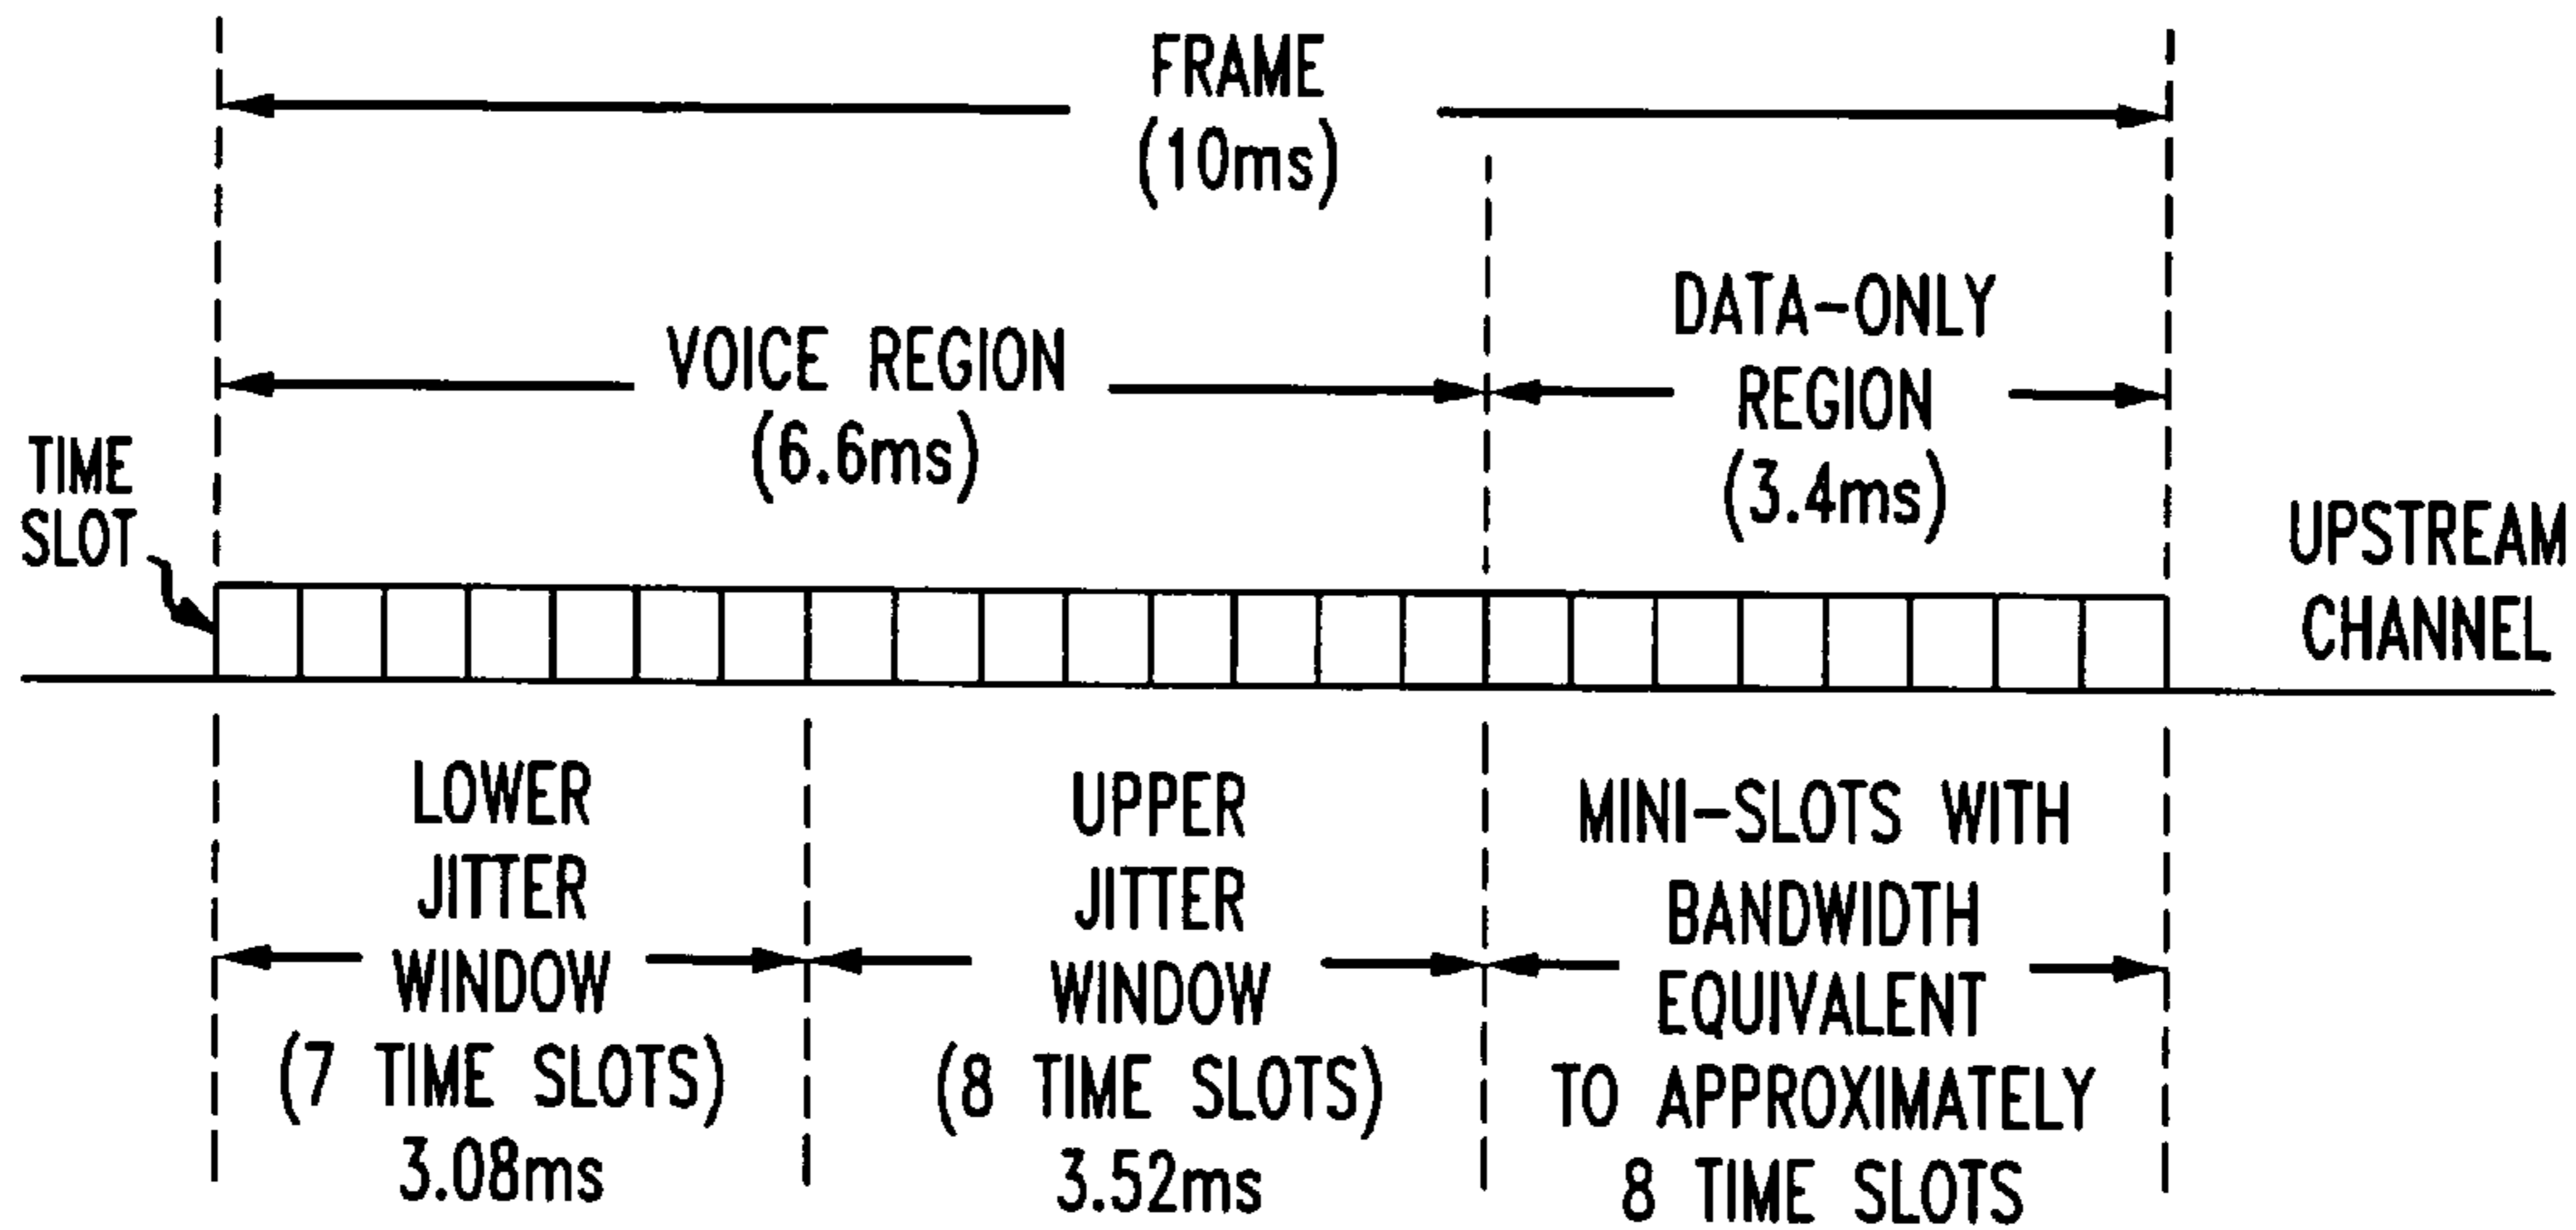 FRAME
(10ms)
VOICE REGION
(6.6ms)
DATA-ONLY
REGION
(3.4ms)
TIME
SLOT
UPSTREAM
CHANNEL
LOWER
JITTER
WINDOW
(7 TIME SLOTS)
3.08ms
UPPER
JITTER
WINDOW
(8 TIME SLOTS)
3.52ms
MINI-SLOTS WITH
BANDWIDTH
EQUIVALENT
TO APPROXIMATELY
8 TIME SLOTS